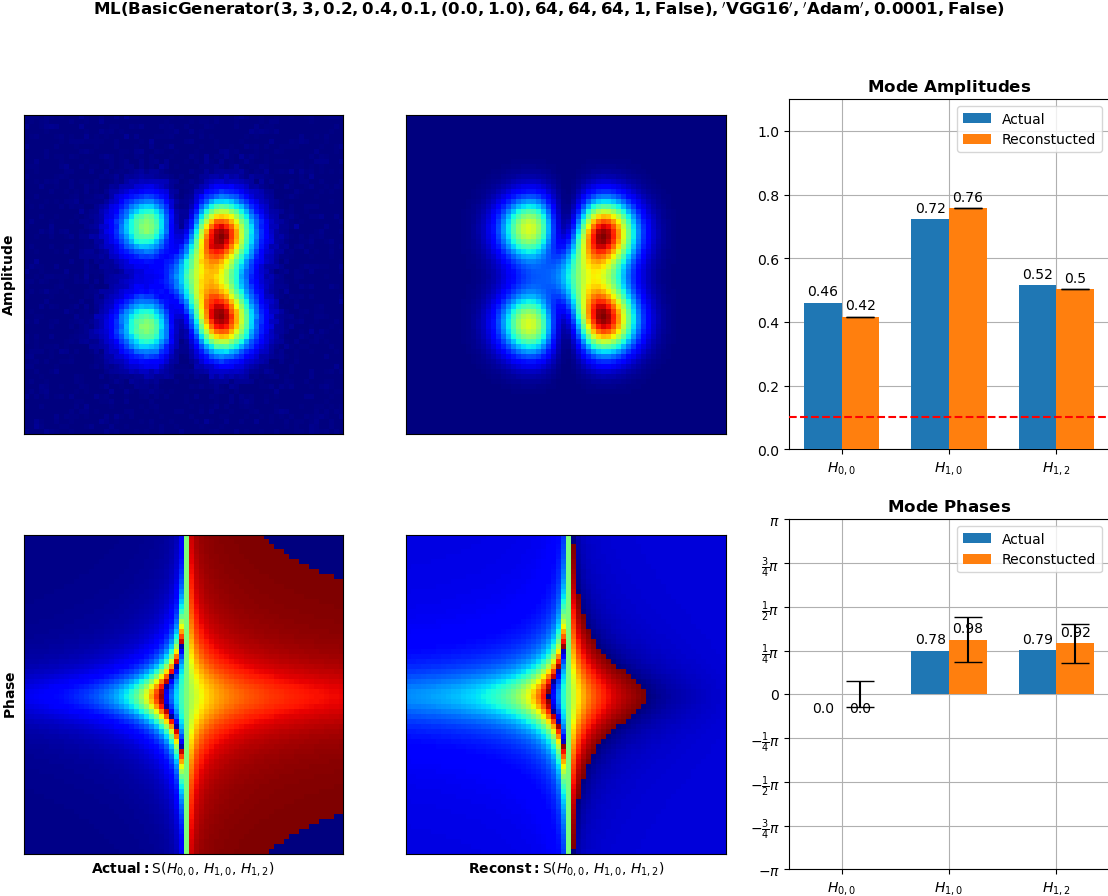 ML(BasicGenerator(3, 3, 0.2, 0.4, 0.1, (0.0, 1.0), 64, 64, 64, 1, False), ′VGG16′, ′Adam′, 0.0001, False)
Amplitude
Mode Amplitudes
Actual
Reconstucted
1.0
0.8
0.6
0.4
0.2
0.0
0.46
0.42
0.72
0.76
0.52
0.5
H0,0
H1,0
H1,2
Phase
Actual: S(H0,0, H1,0, H1,2)
Reconst: S(H0,0, H1,0, H1,2)
Mode Phases
Actual
Reconstucted
π
3/4π
1/2π
1/4π
0
−1/4π
−1/2π
−3/4π
−π
0.0
0.0
0.78
0.98
0.79
0.92
H0,0
H1,0
H1,2